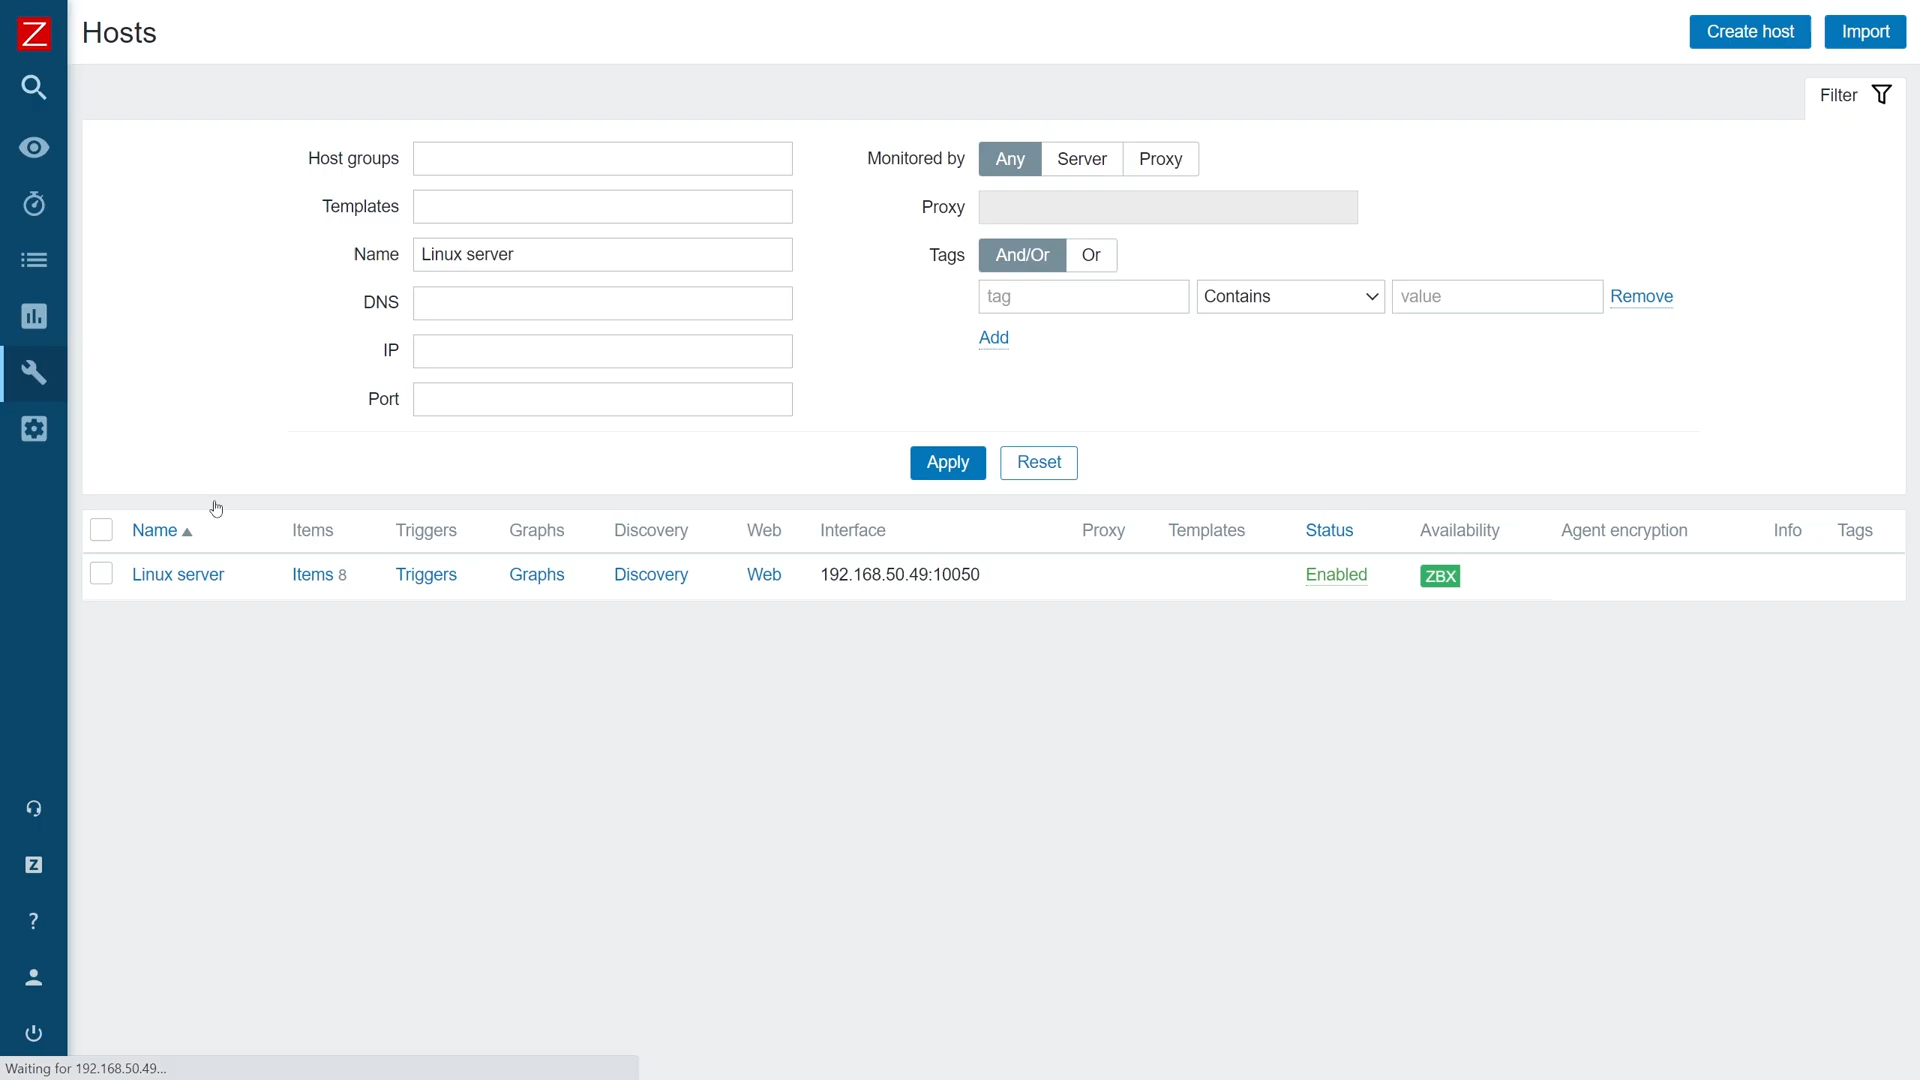 Z
Hosts
Create host
Import
Filter
Host groups
Templates
Name Linux server
DNS
IP
Port
Monitored by Any Server Proxy
Proxy
Tags And/Or Or
tag Contains value Remove
Add
Apply Reset
Name Items Triggers Graphs Discovery Web Interface Proxy Templates Status Availability Agent encryption Info Tags
Linux server Items 8 Triggers Graphs Discovery Web 192.168.50.49:10050 Enabled ZBX
Z
?
Waiting for 192.168.50.49...